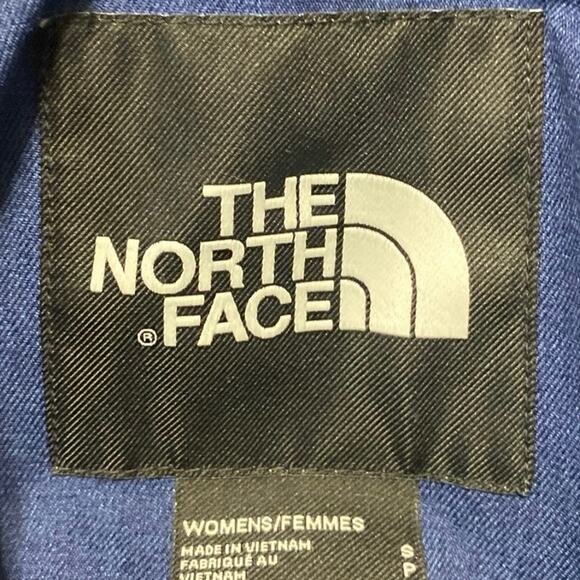 THE
NORTH
® FACE
WOMENS/FEMMES
MADE IN VIETNAM
FABRIQUÉ AU
VIETNAM
S
P